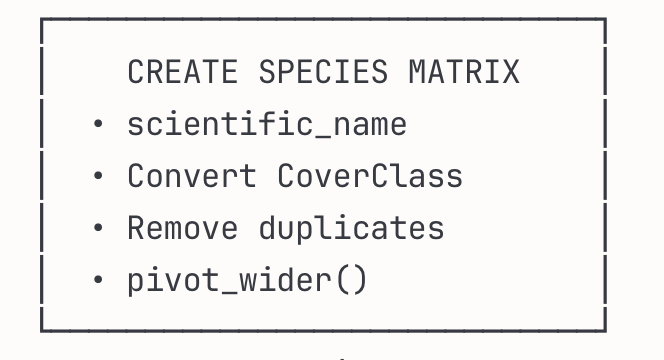 CREATE SPECIES MATRIX
• scientific_name
• Convert CoverClass
• Remove duplicates
• pivot_wider()